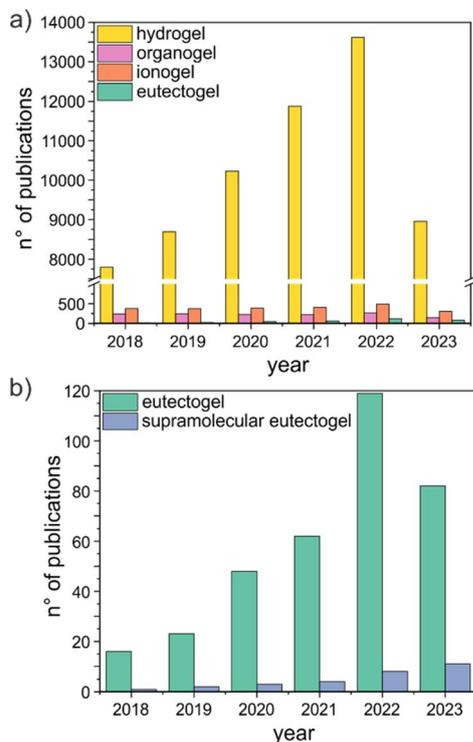 a)
14000
13000
12000
11000
10000
9000
8000
500
0
n° of publications
hydrogel
organogel
ionogel
eutectogel
2018 2019 2020 2021 2022 2023
year
b)
120
100
80
60
40
20
0
n° of publications
eutectogel
supramolecular eutectogel
2018 2019 2020 2021 2022 2023
year